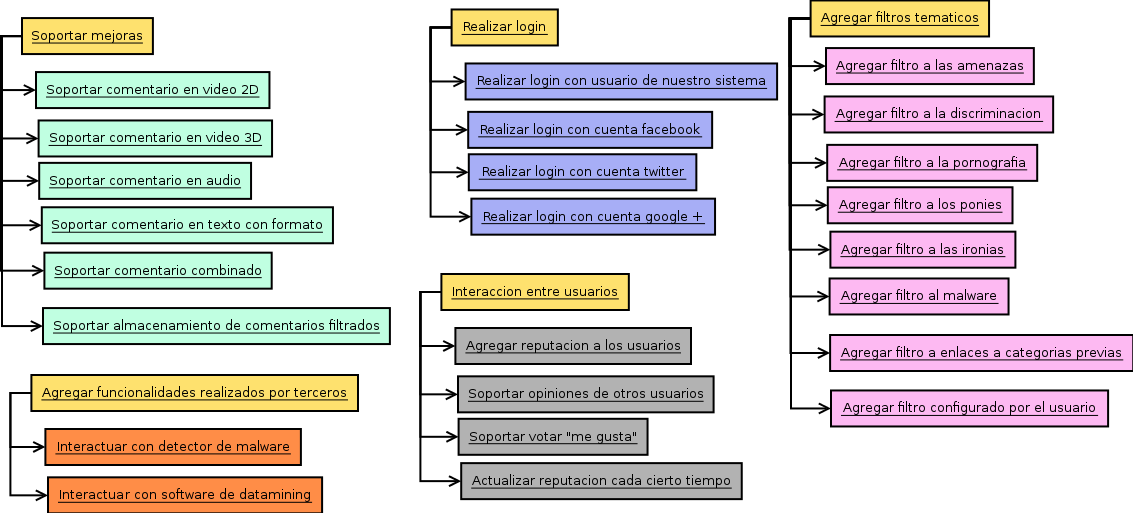 Soportar mejoras
Soportar comentario en video 2D
Soportar comentario en video 3D
Soportar comentario en audio
Soportar comentario en texto con formato
Soportar comentario combinado
Soportar almacenamiento de comentarios filtrados
Agregar funcionalidades realizados por terceros
Interactuar con detector de malware
Interactuar con software de datamining
Realizar login
Realizar login con usuario de nuestro sistema
Realizar login con cuenta facebook
Realizar login con cuenta twitter
Realizar login con cuenta google +
Interaccion entre usuarios
Agregar reputacion a los usuarios
Soportar opiniones de otros usuarios
Soportar votar "me gusta"
Actualizar reputacion cada cierto tiempo
Agregar filtros tematicos
Agregar filtro a las amenazas
Agregar filtro a la discriminacion
Agregar filtro a la pornografia
Agregar filtro a los ponies
Agregar filtro a las ironias
Agregar filtro al malware
Agregar filtro a enlaces a categorias previas
Agregar filtro configurado por el usuario